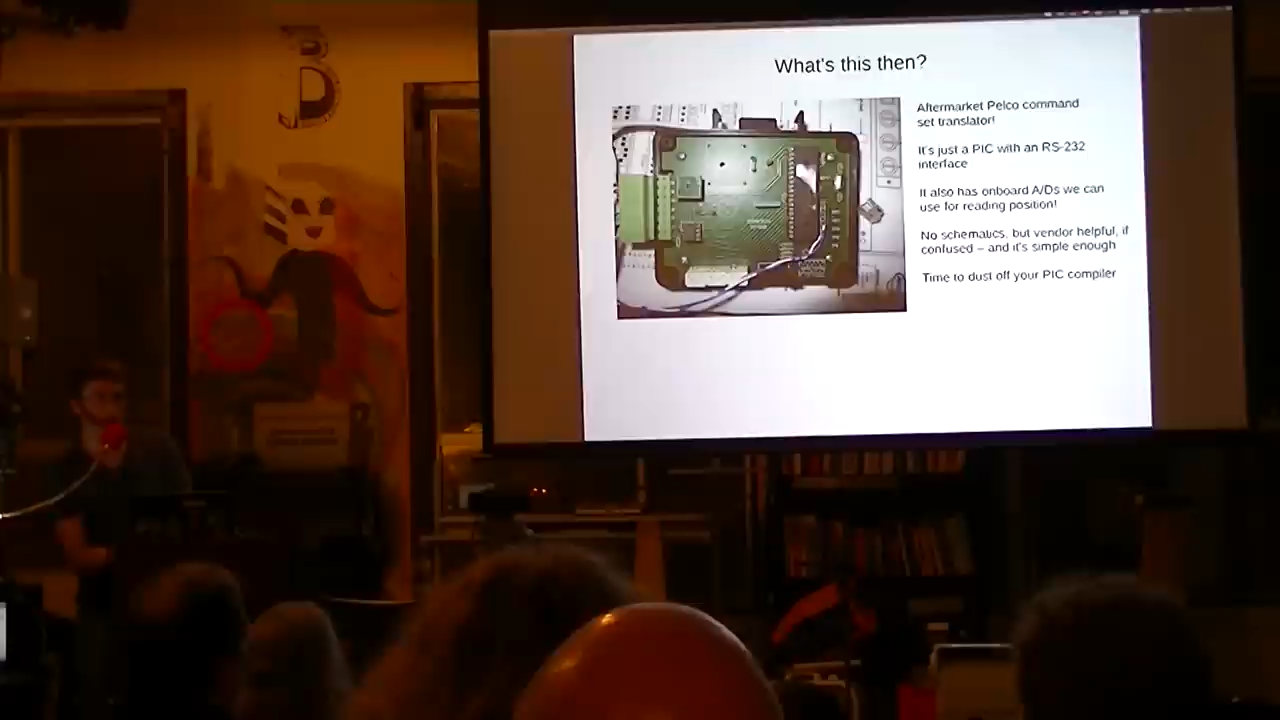 What's this then?
Aftermarket Pelco command
set translator!
It's just a PIC with an RS-232
interface
It also has onboard A/Ds we can
use for reading position!
No schematics, but vendor helpful, if
confused – and it's simple enough
Time to dust off your PIC compiler